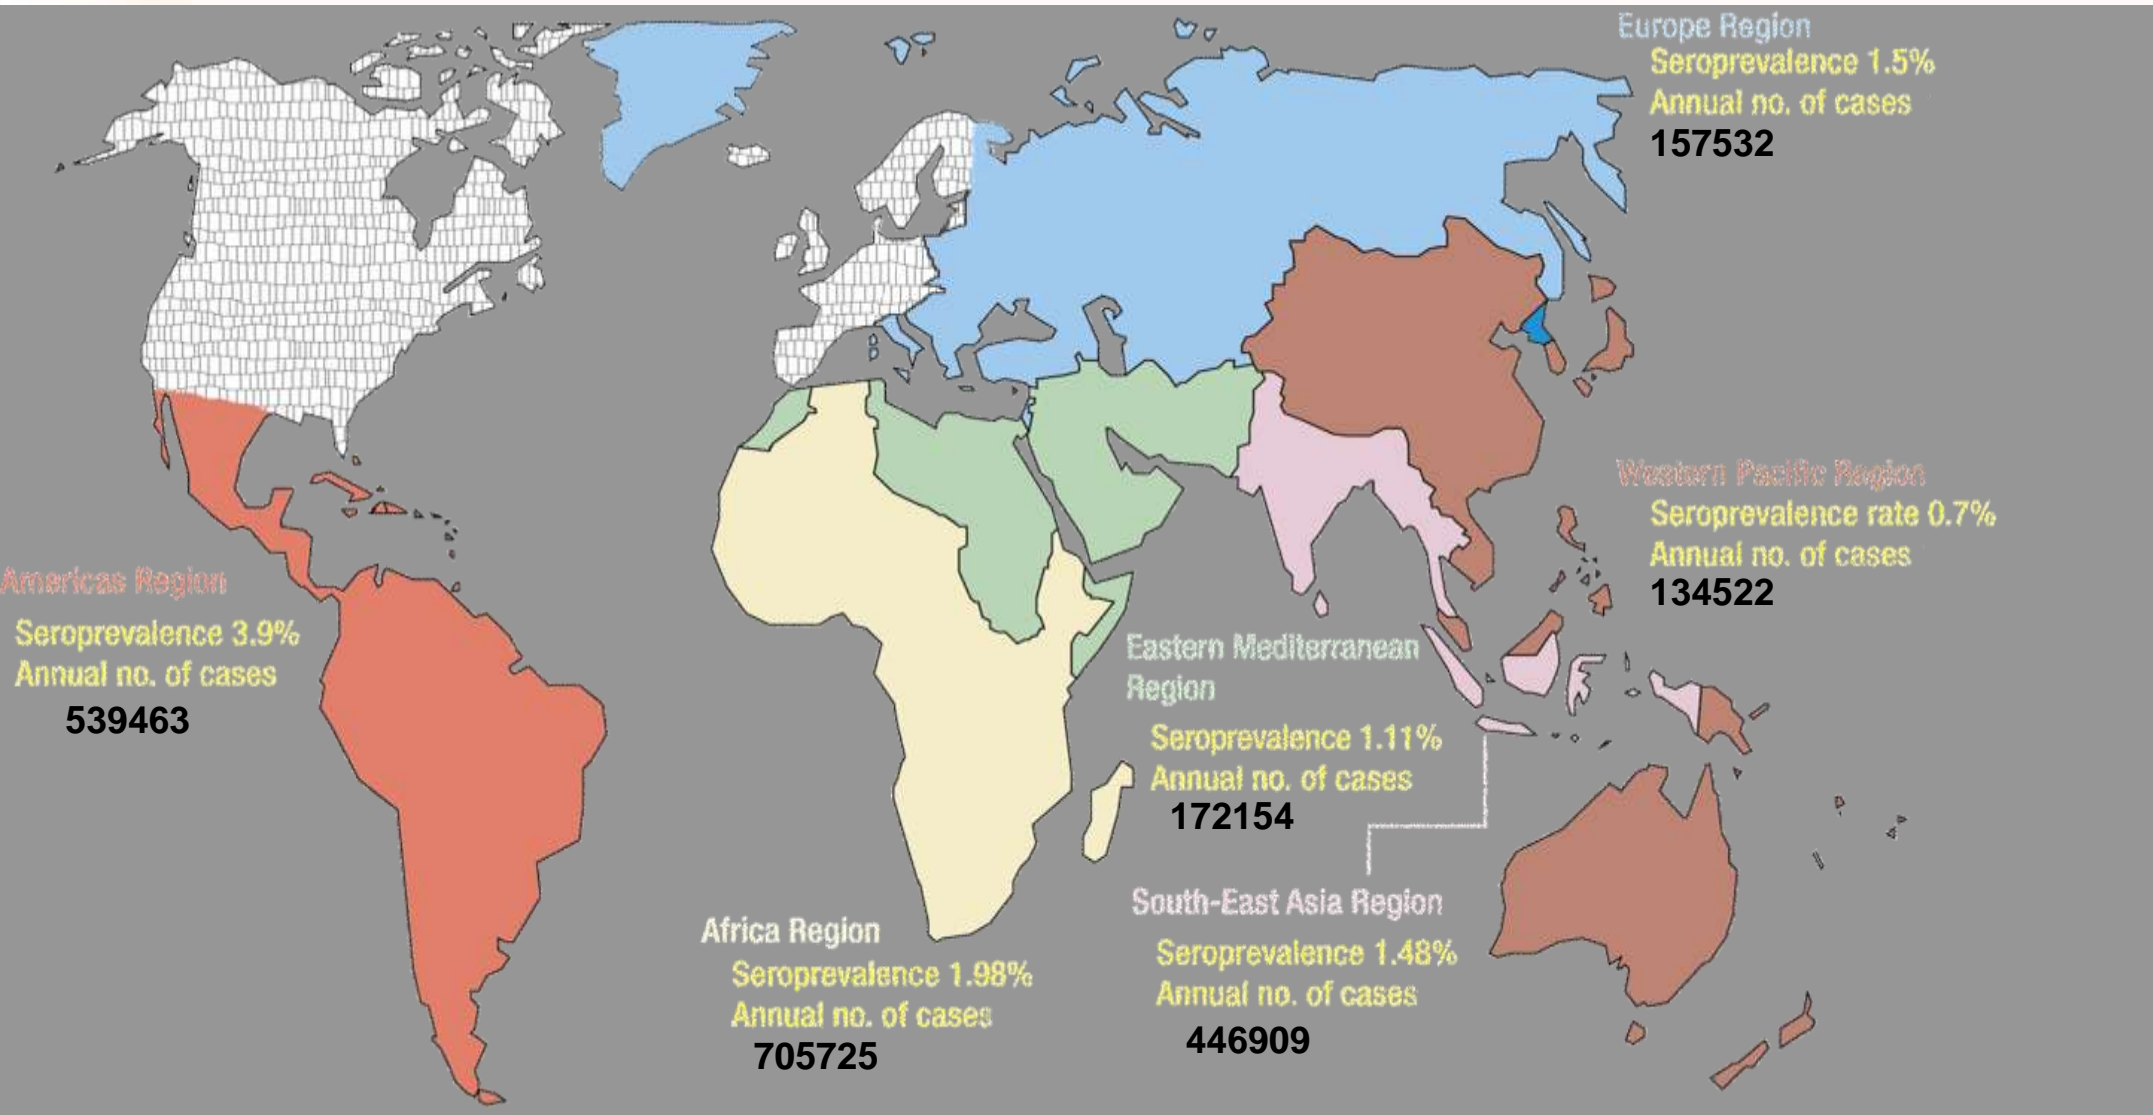 Europe Region
Seroprevalence 1.5%
Annual no. of cases
157532
Western Pacific Region
Seroprevalence rate 0.7%
Annual no. of cases
134522
Americas Region
Seroprevalence 3.9%
Annual no. of cases
539463
Eastern Mediterranean
Region
Seroprevalence 1.11%
Annual no. of cases
172154
South-East Asia Region
Seroprevalence 1.48%
Annual no. of cases
446909
Africa Region
Seroprevalence 1.98%
Annual no. of cases
705725